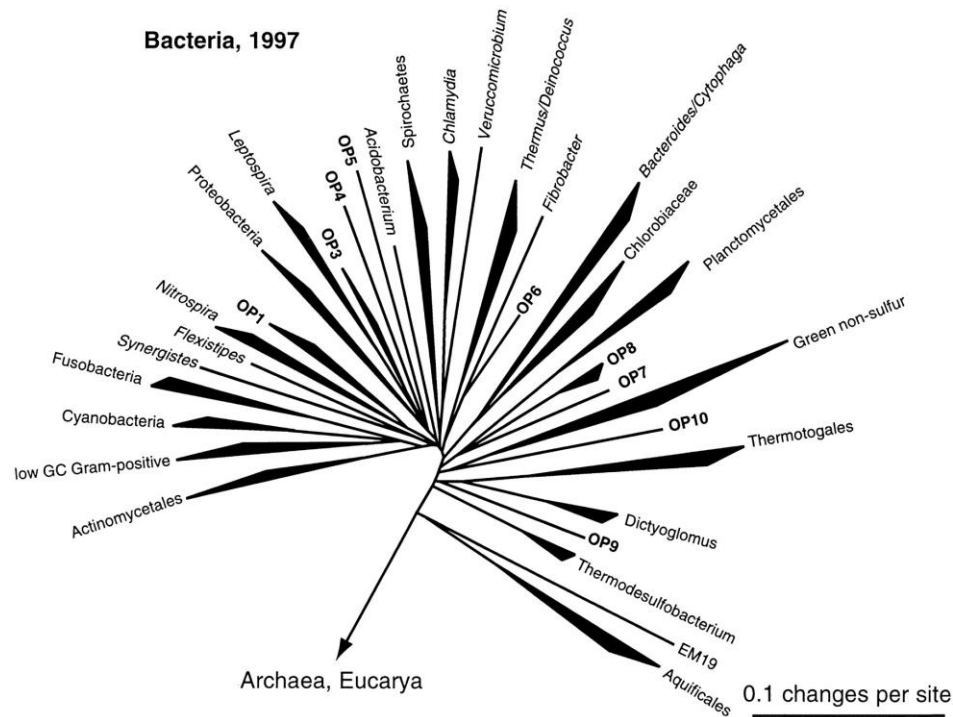 Bacteria, 1997
Actinomycetales
low GC Gram-positive
Cyanobacteria
Fusobacteria
Synergistes
Flexistipes
Nitrospira
OP1
Proteobacteria
Leptospira
OP3
OP4
OP5
Acidobacterium
Spirochaetes
Chlamydia
Veruccomicrobium
Thermus/Deinococcus
Fibrobacter
OP6
Bacteroides/Cytophaga
Chlorobiaceae
Planctomycetales
OP8
OP7
Green non-sulfur
OP10
Thermotogales
Dictyoglomus
OP9
Thermodesulfobacterium
EM19
Aquificales
Archaea, Eucarya
0.1 changes per site